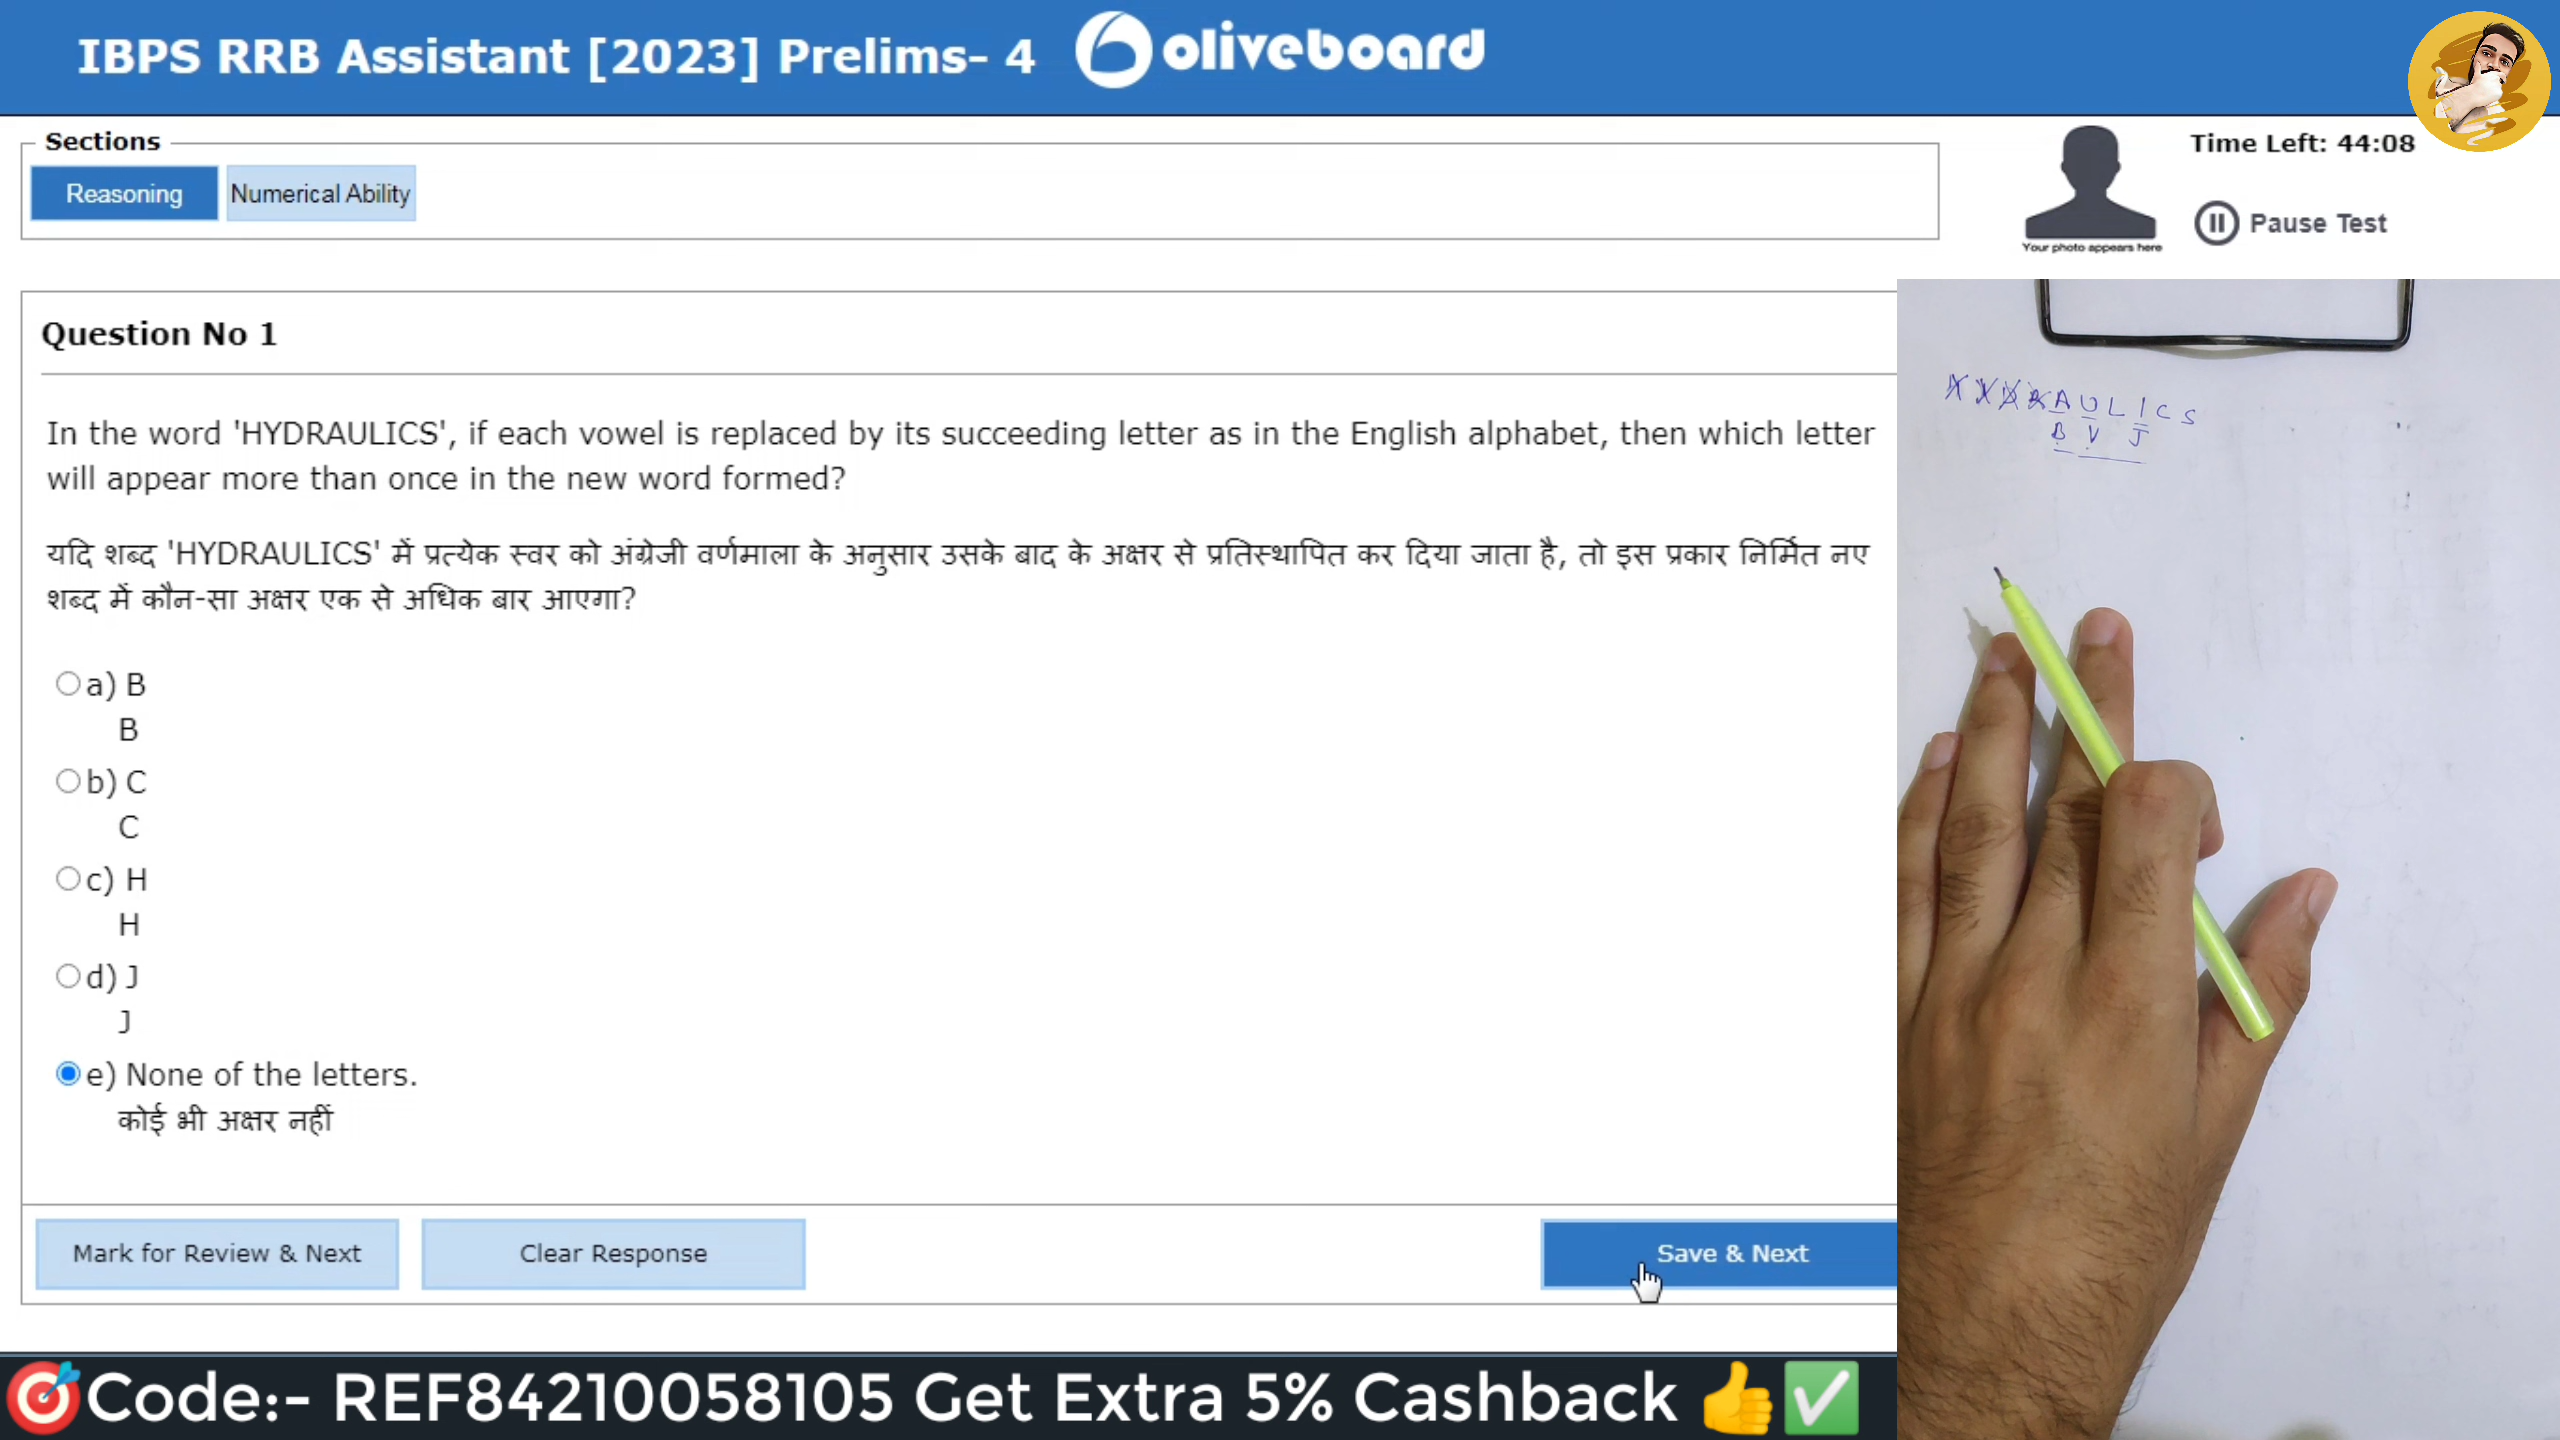 IBPS RRB Assistant [2023] Prelims- 4 oliveboard
Sections
Reasoning
Numerical Ability
Time Left: 44:08
Pause Test
Your photo appears here
Question No 1
In the word 'HYDRAULICS', if each vowel is replaced by its succeeding letter as in the English alphabet, then which letter
will appear more than once in the new word formed?
यदि शब्द 'HYDRAULICS' में प्रत्येक स्वर को अंग्रेजी वर्णमाला के अनुसार उसके बाद के अक्षर से प्रतिस्थापित कर दिया जाता है, तो इस प्रकार निर्मित नए
शब्द में कौन-सा अक्षर एक से अधिक बार आएगा?
a) B
B
b) C
C
c) H
H
d) J
J
e) None of the letters.
कोई भी अक्षर नहीं
Mark for Review & Next
Clear Response
Save & Next
A U L I C S
B V J
Code:- REF84210058105 Get Extra 5% Cashback